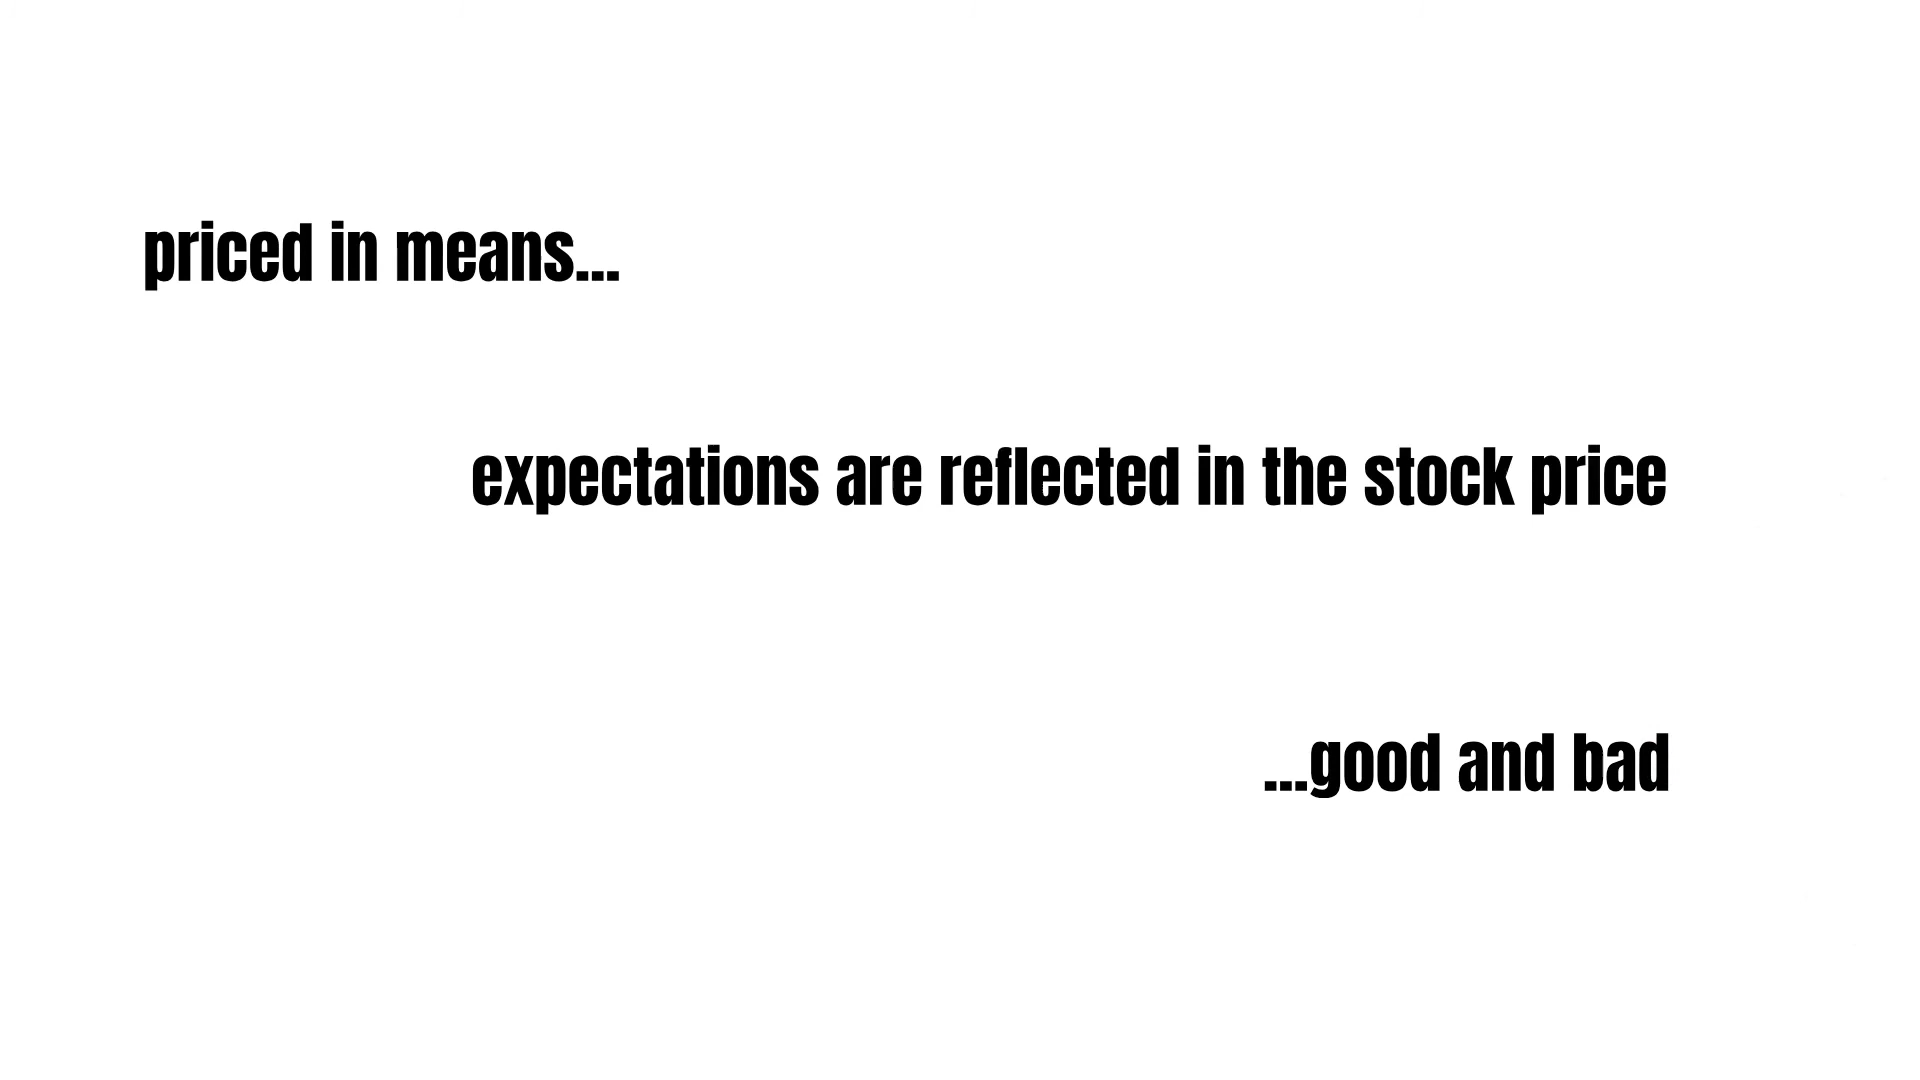 priced in means...
expectations are reflected in the stock price
...good and bad